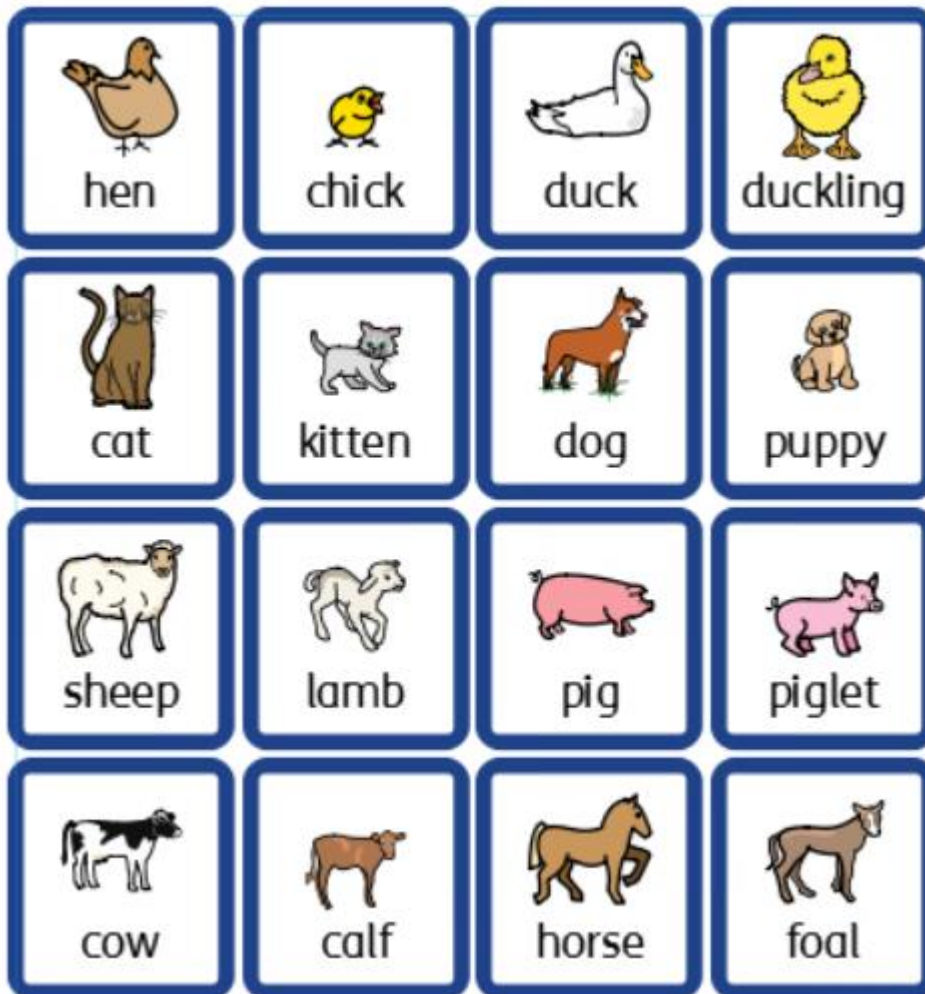 hen chick duck duckling
cat kitten dog puppy
sheep lamb pig piglet
cow calf horse foal